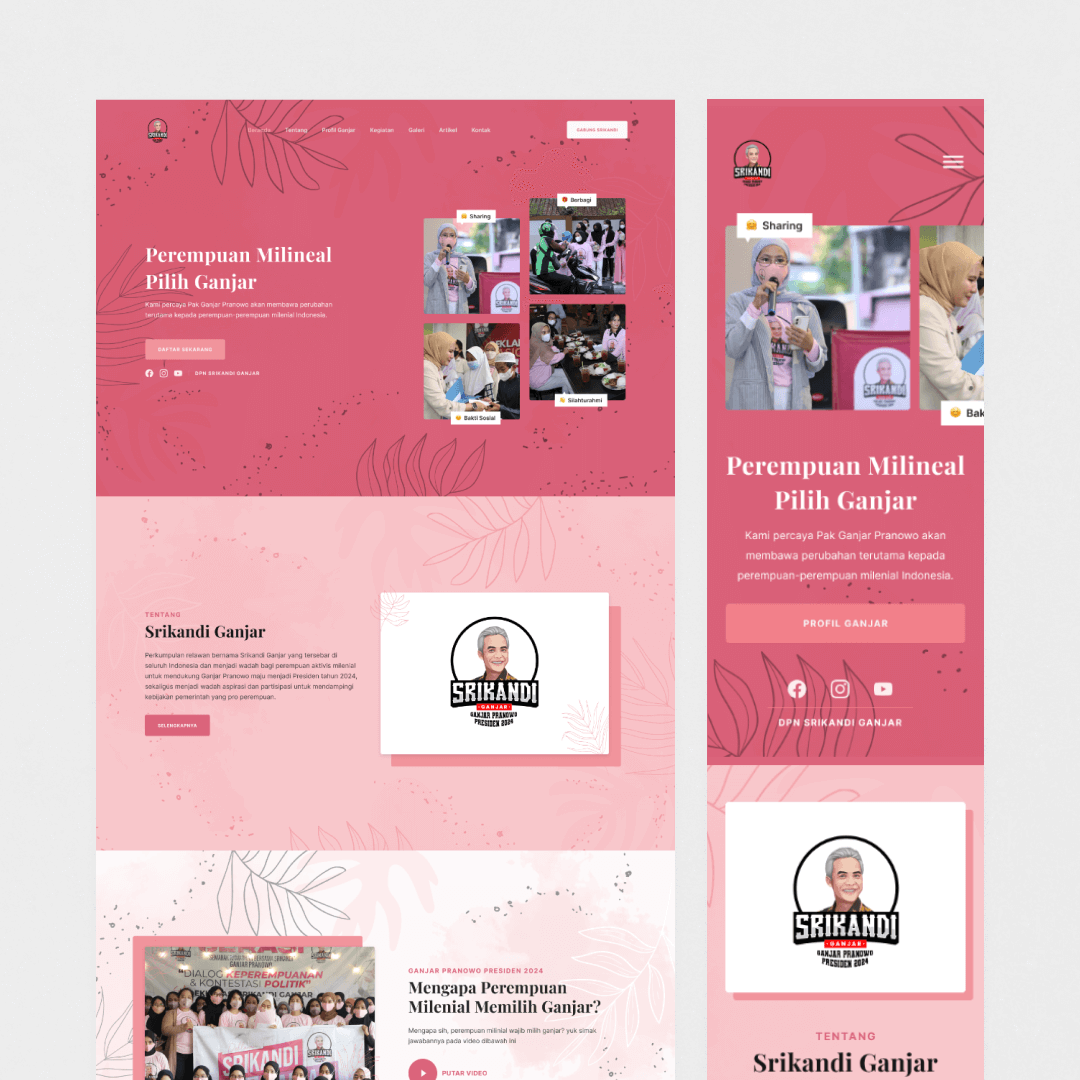 SRIKANDI
Beranda Tentang Profil Ganjar Kegiatan Galeri Artikel Kontak
GABUNG SRIKANDI
Perempuan Milineal
Pilih Ganjar
Kami percaya Pak Ganjar Pranowo akan membawa perubahan
terutama kepada perempuan-perempuan milenial Indonesia.
DAFTAR SEKARANG
DPN SRIKANDI GANJAR
Sharing
Berbagi
Bakti Sosial
Silahturahmi
TENTANG
Srikandi Ganjar
Perkumpulan relawan bernama Srikandi Ganjar yang tersebar di
seluruh Indonesia dan menjadi wadah bagi perempuan aktivis milenial
untuk mendukung Ganjar Pranowo maju menjadi Presiden tahun 2024,
sekaligus menjadi wadah aspirasi dan partisipasi untuk mendampingi
kebijakan pemerintah yang pro perempuan.
SELENGKAPNYA
SRIKANDI
GANJAR
GANJAR PRANOWO
PRESIDEN 2024
GANJAR PRANOWO
"DIALOG KEPEREMPUANAN
& KONTESTASI POLITIK"
SRIKANDI GANJAR
SRIKANDI
GANJAR PRANOWO PRESIDEN 2024
Mengapa Perempuan
Milenial Memilih Ganjar?
Mengapa sih, perempuan milinial wajib milih ganjar? yuk simak
jawabannya pada video dibawah ini
PUTAR VIDEO
SRIKANDI
Sharing
SRIKANDI
Bak
Perempuan Milineal
Pilih Ganjar
Kami percaya Pak Ganjar Pranowo akan
membawa perubahan terutama kepada
perempuan-perempuan milenial Indonesia.
PROFIL GANJAR
DPN SRIKANDI GANJAR
SRIKANDI
GANJAR
GANJAR PRANOWO
PRESIDEN 2024
TENTANG
Srikandi Ganjar